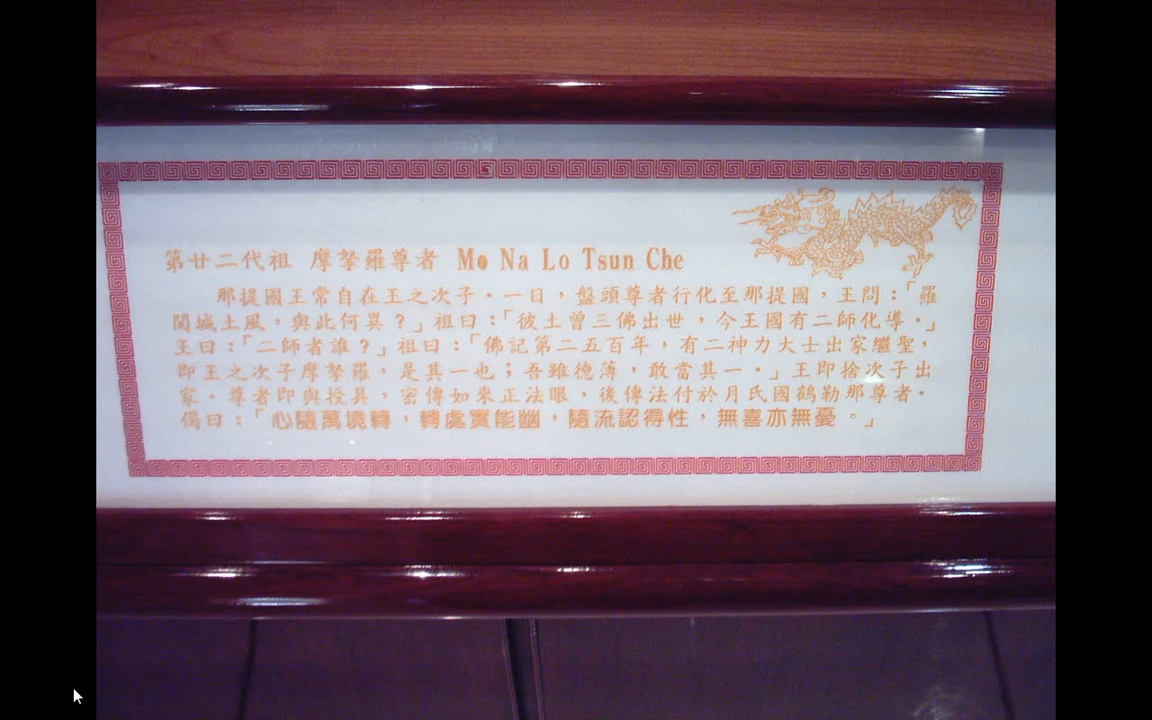 第廿二代祖 摩拏羅尊者 Mo Na Lo Tsun Che
那提國王常自在王之次子。一日，盤頭尊者行化至那提國，王問：「羅
閱城土風，與此何異？」祖曰：「彼土曾三佛出世，今王國有二師化導。」
王曰：「二師者誰？」祖曰：「佛記第二五百年，有二神力大士出家繼聖，
即王之次子摩拏羅，是其一也；吾雖德薄，敢當其一。」王即捨次子出
家。尊者即與授具，密傳如來正法眼，後傳法付於月氏國鶴勒那尊者。
偈曰：「心隨萬境轉，轉處實能幽，隨流認得性，無喜亦無憂。」